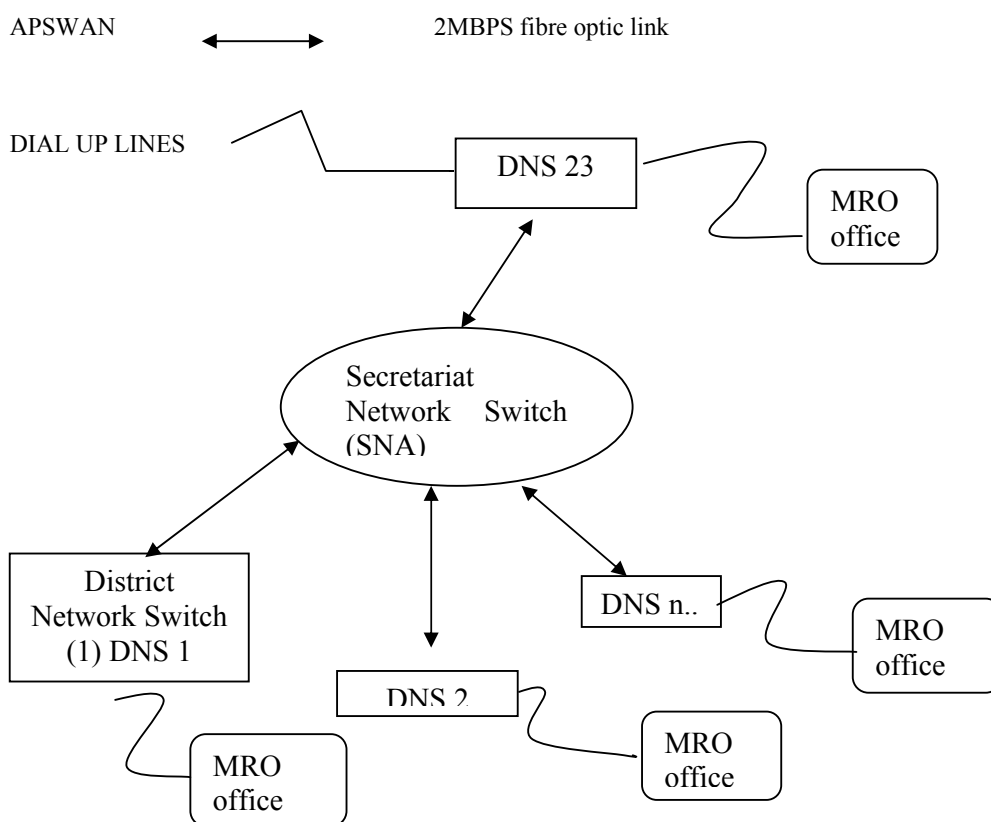 APSWAN 2MBPS fibre optic link
DIAL UP LINES
DNS 23
MRO
office
Secretariat
Network Switch
(SNA)
District
Network Switch
(1) DNS 1
DNS n..
MRO
office
DNS 2
MRO
office
MRO
office